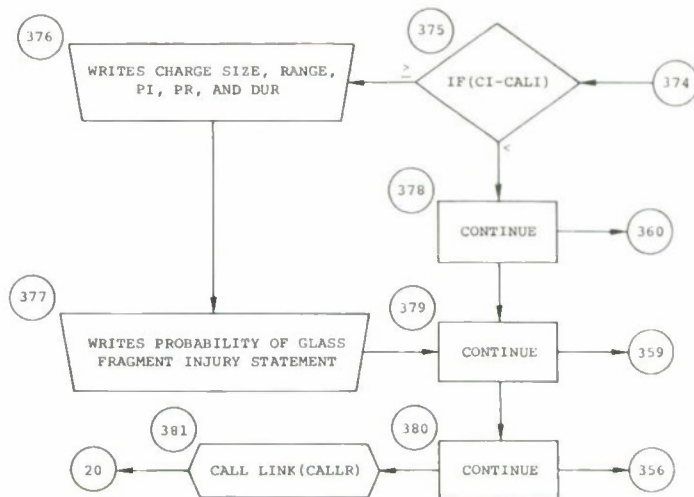 376
375
WRITES CHARGE SIZE, RANGE,
PI, PR, AND DUR
≥
IF(CI-CALI)
374
<
378
CONTINUE
360
377
379
WRITES PROBABILITY OF GLASS
FRAGMENT INJURY STATEMENT
CONTINUE
359
381
380
20
CALL LINK(CALLR)
CONTINUE
356